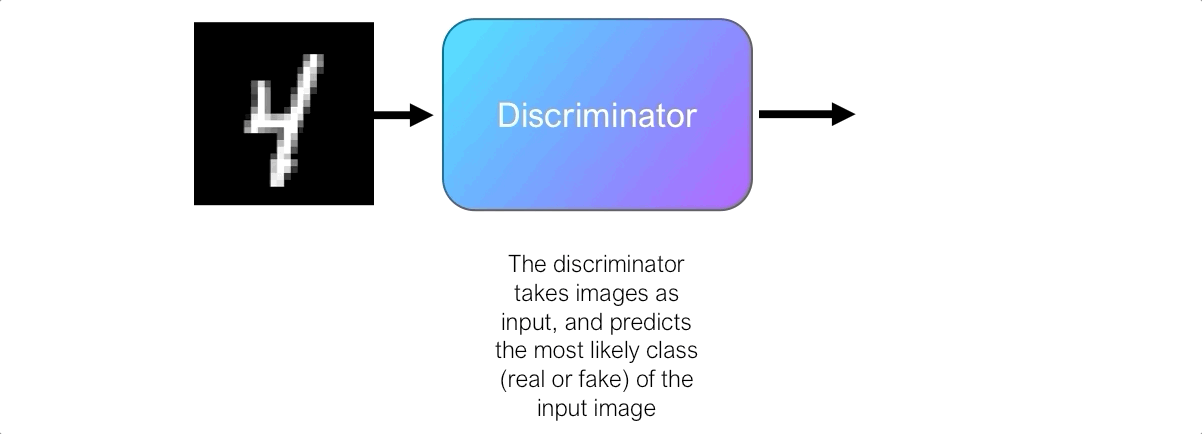 4
Discriminator
The discriminator
takes images as
input, and predicts
the most likely class
(real or fake) of the
input image